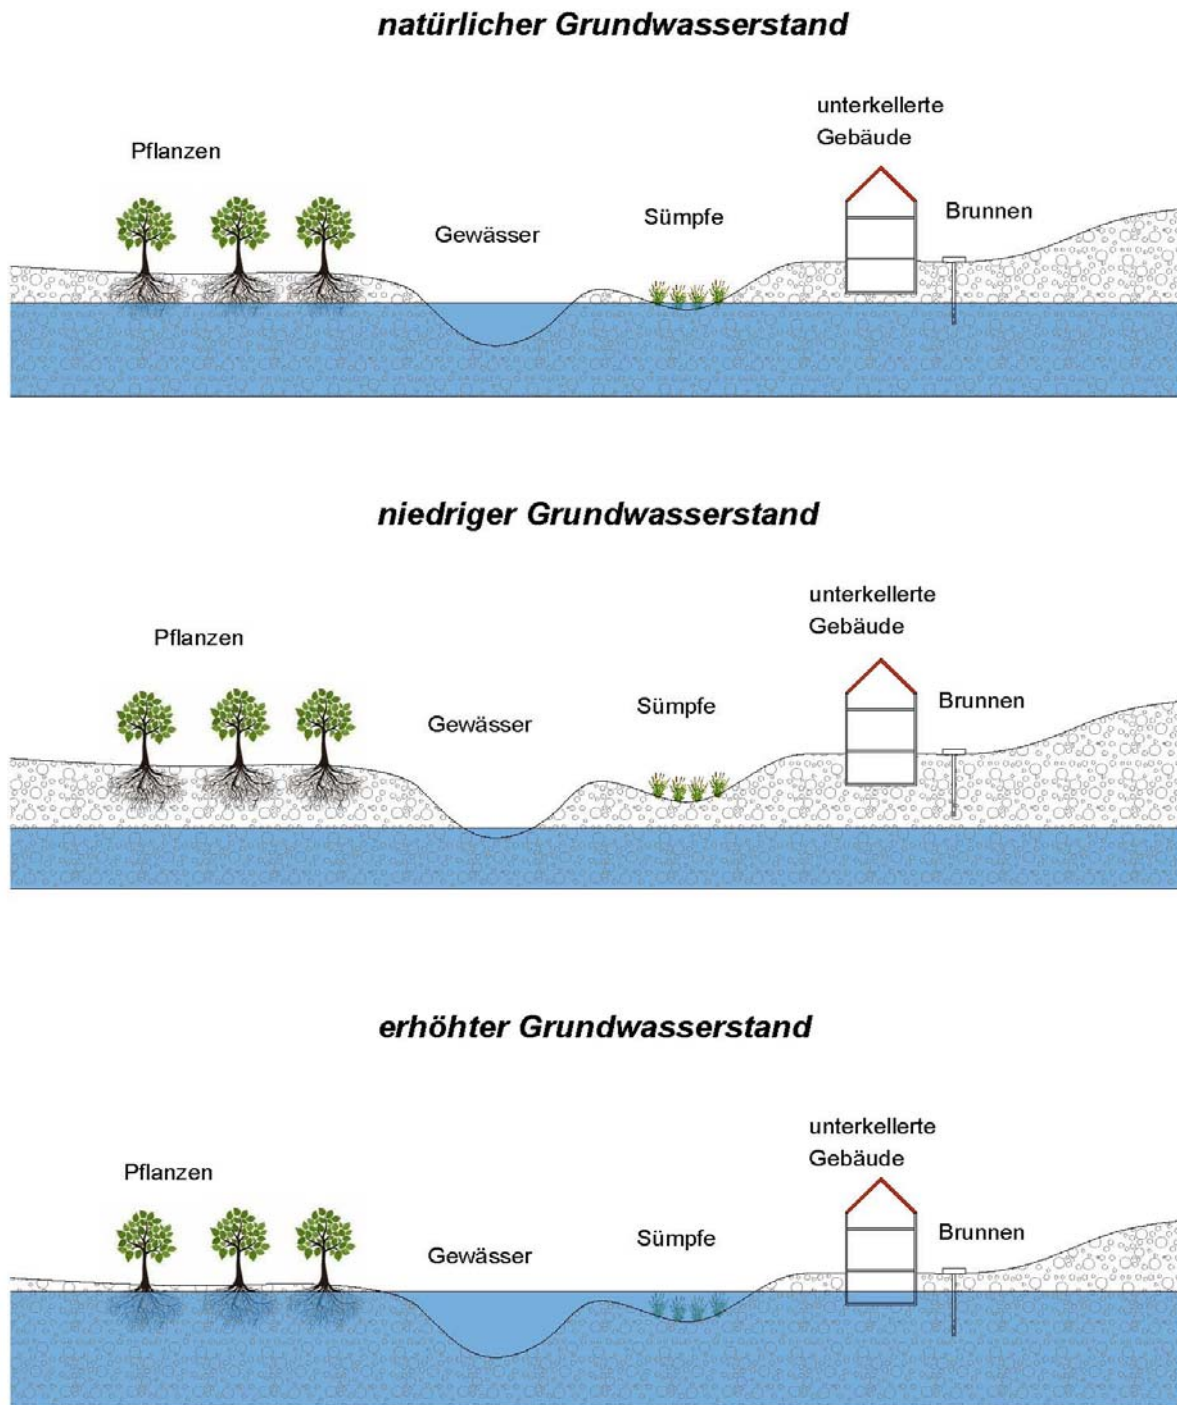 natürlicher Grundwasserstand
unterkellerte
Gebäude
Pflanzen
Gewässer
Sümpfe
Brunnen
niedriger Grundwasserstand
unterkellerte
Gebäude
Pflanzen
Gewässer
Sümpfe
Brunnen
erhöhter Grundwasserstand
unterkellerte
Gebäude
Pflanzen
Gewässer
Sümpfe
Brunnen